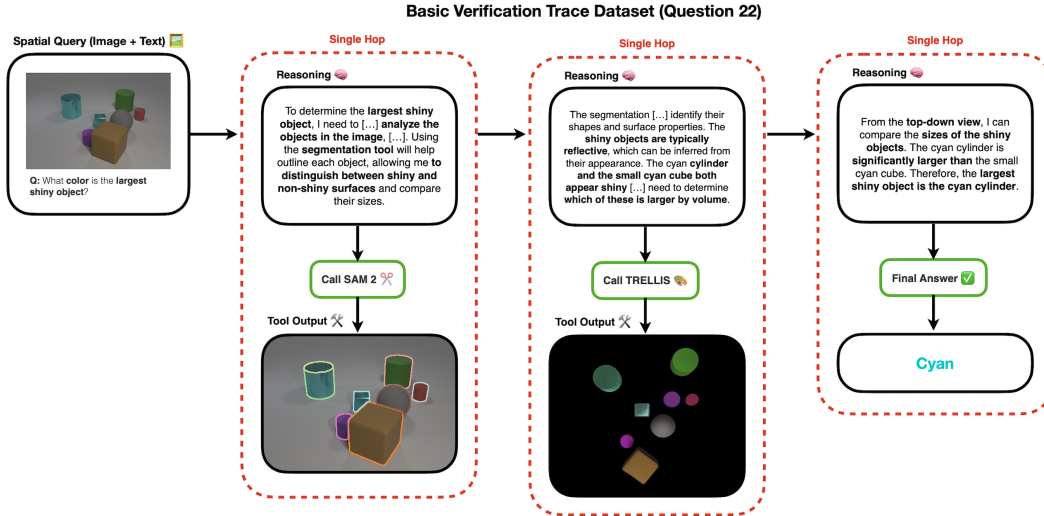 Basic Verification Trace Dataset (Question 22)
Spatial Query (Image + Text) 🖼️
Q: What color is the largest
shiny object?
Single Hop
Reasoning 🧠
To determine the largest shiny
object, I need to [...] analyze the
objects in the image, [...]. Using
the segmentation tool will help
outline each object, allowing me to
distinguish between shiny and
non-shiny surfaces and compare
their sizes.
Call SAM 2 ✂️
Tool Output 🛠️
Single Hop
Reasoning 🧠
The segmentation [...] identify their
shapes and surface properties. The
shiny objects are typically
reflective, which can be inferred
from their appearance. The cyan cylinder
and the small cyan cube both
appear shiny [...] need to determine
which of these is larger by volume.
Call TRELLIS 🎨
Tool Output 🛠️
Single Hop
Reasoning 🧠
From the top-down view, I can
compare the sizes of the shiny
objects. The cyan cylinder is
significantly larger than the small
cyan cube. Therefore, the largest
shiny object is the cyan cylinder.
Final Answer ✅
Cyan